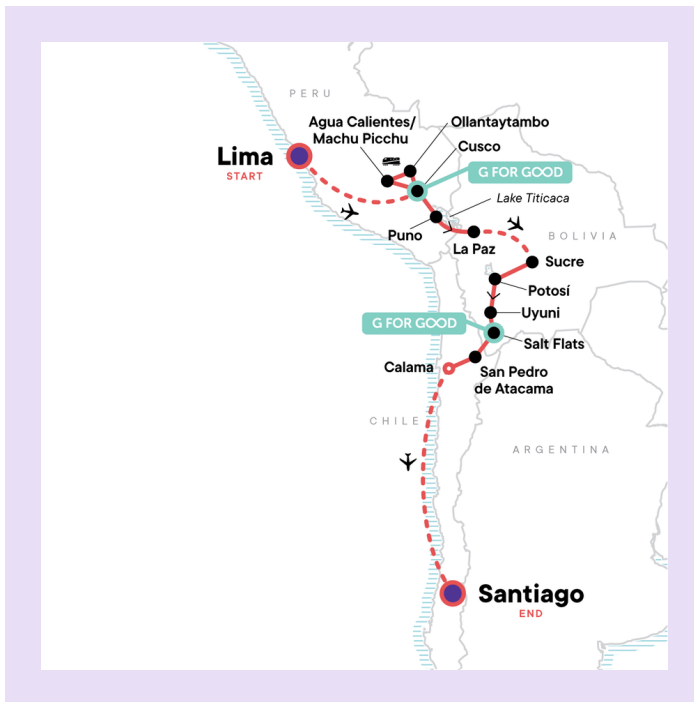 PERU
Agua Calientes/
Machu Picchu
Ollantaytambo
Cusco
Lima
START
G FOR GOOD
Lake Titicaca
Puno
La Paz
BOLIVIA
Sucre
Potosí
Uyuni
G FOR GOOD
Salt Flats
Calama
San Pedro
de Atacama
CHILE
ARGENTINA
Santiago
END